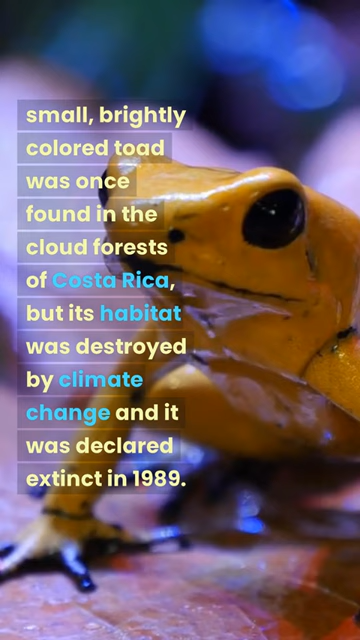 small, brightly
colored toad
was once
found in the
cloud forests
of Costa Rica,
but its habitat
was destroyed
by climate
change and it
was declared
extinct in 1989.